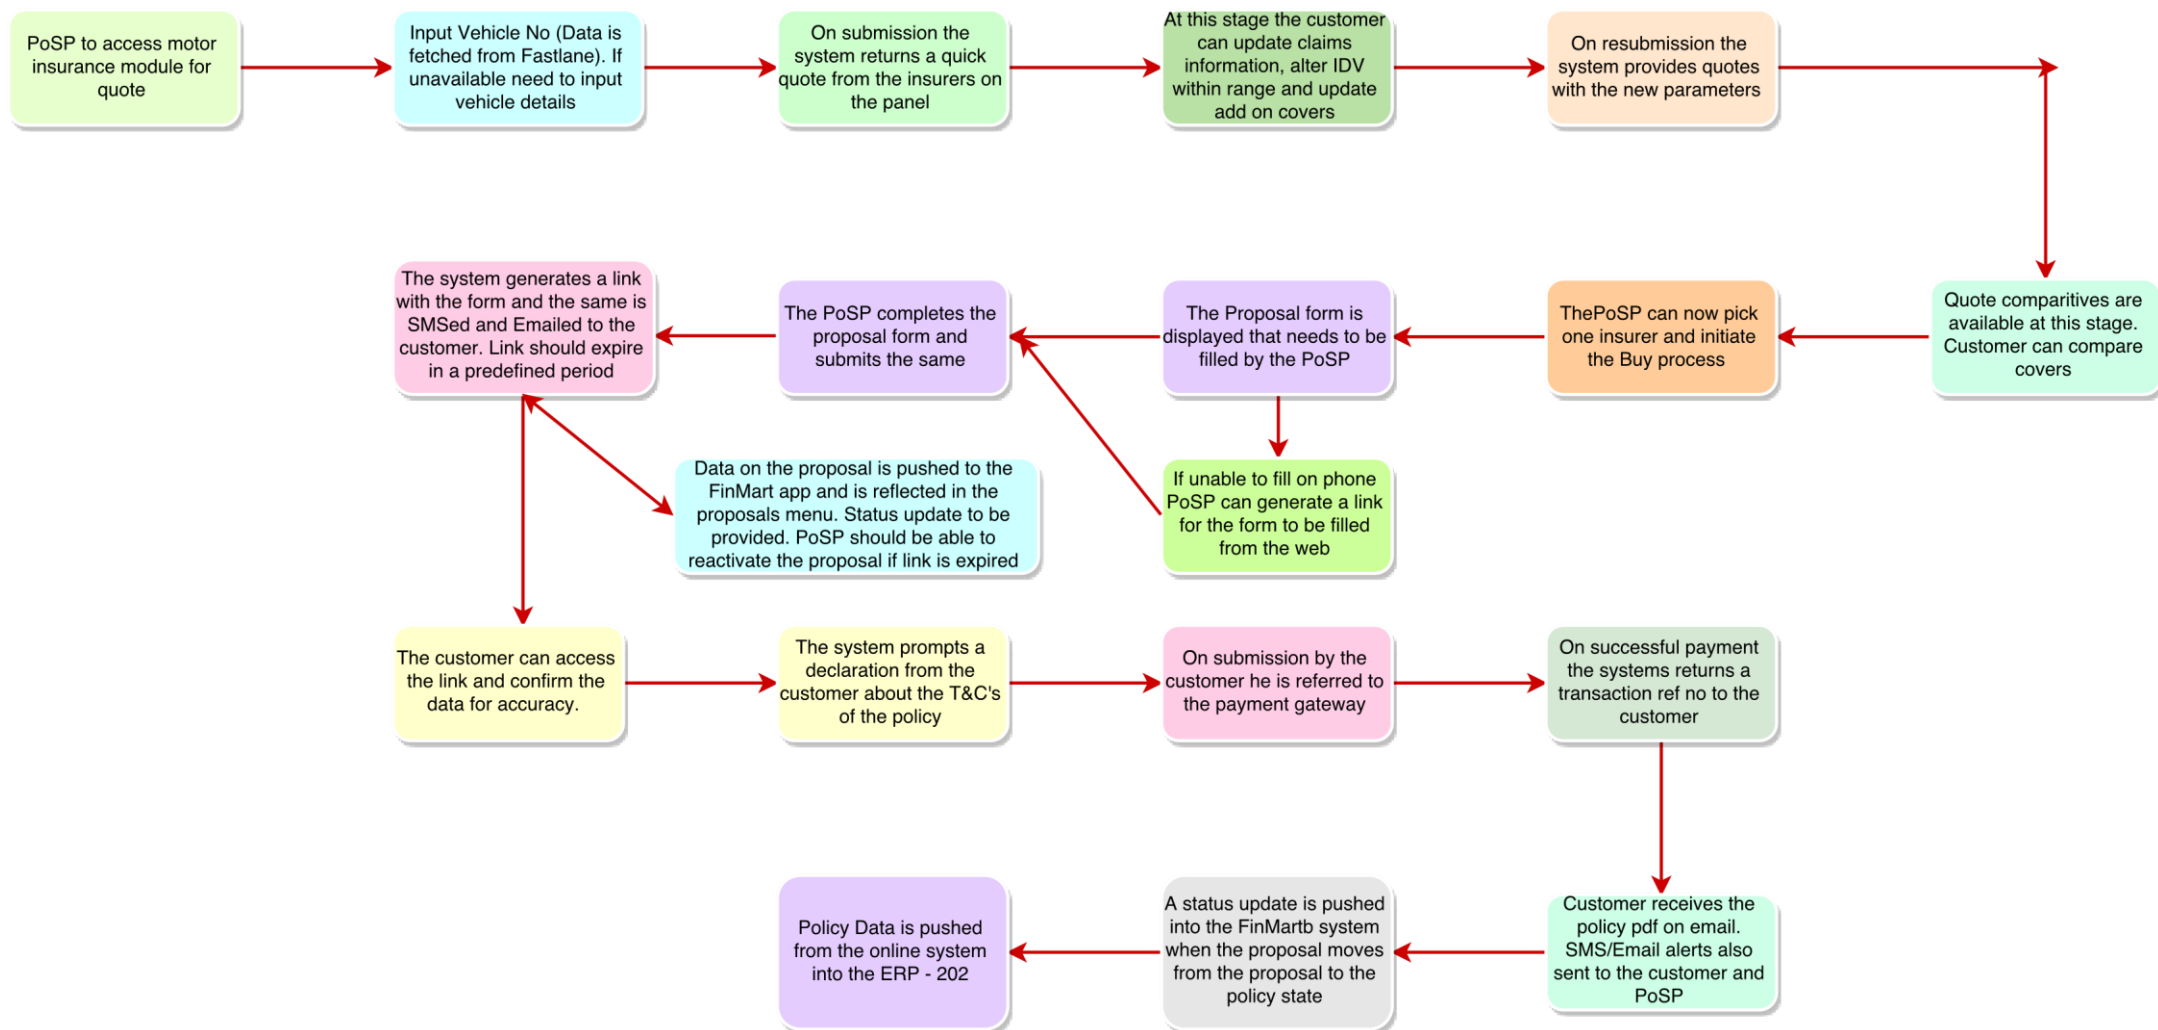 PoSP to access motor
insurance module for
quote
Input Vehicle No (Data is
fetched from Fastlane). If
unavailable need to input
vehicle details
On submission the
system returns a quick
quote from the insurers on
the panel
At this stage the customer
can update claims
information, alter IDV
within range and update
add on covers
On resubmission the
system provides quotes
with the new parameters
Quote comparitives are
available at this stage.
Customer can compare
covers
ThePoSP can now pick
one insurer and initiate
the Buy process
The Proposal form is
displayed that needs to be
filled by the PoSP
If unable to fill on phone
PoSP can generate a link
for the form to be filled
from the web
The PoSP completes the
proposal form and
submits the same
The system generates a link
with the form and the same is
SMSed and Emailed to the
customer. Link should expire
in a predefined period
Data on the proposal is pushed to the
FinMart app and is reflected in the
proposals menu. Status update to be
provided. PoSP should be able to
reactivate the proposal if link is expired
The customer can access
the link and confirm the
data for accuracy.
The system prompts a
declaration from the
customer about the T&C's
of the policy
On submission by the
customer he is referred to
the payment gateway
On successful payment
the systems returns a
transaction ref no to the
customer
Customer receives the
policy pdf on email.
SMS/Email alerts also
sent to the customer and
PoSP
A status update is pushed
into the FinMartb system
when the proposal moves
from the proposal to the
policy state
Policy Data is pushed
from the online system
into the ERP - 202